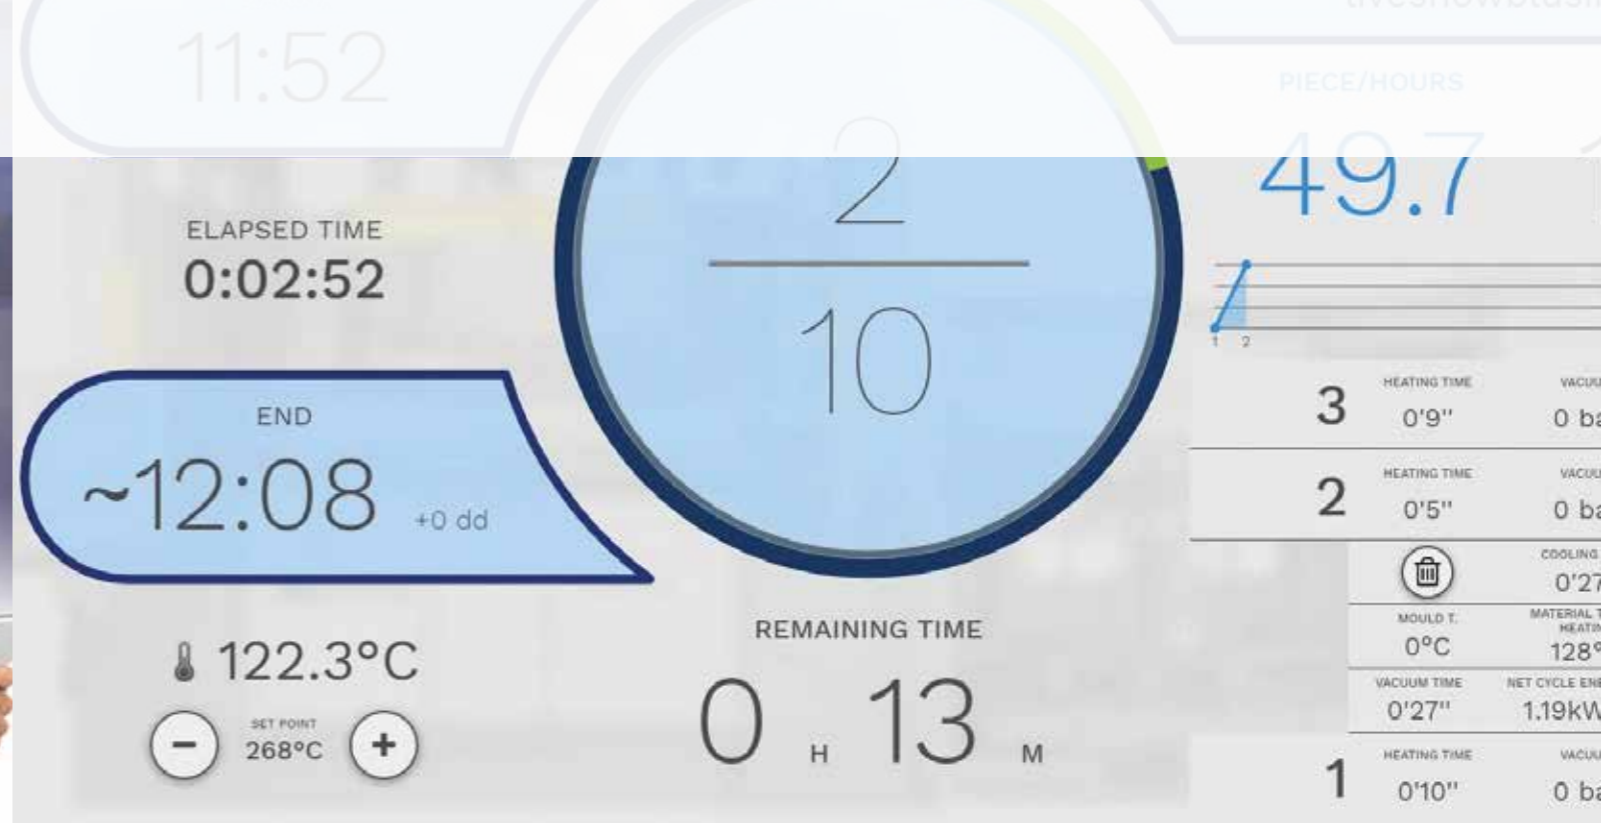 11:52
PIECE/HOURS
49.7
2
10
ELAPSED TIME
0:02:52
END
~12:08 +0 dd
122.3°C
SET POINT
268°C
- +
REMAINING TIME
0 H 13 M
1 2
3
HEATING TIME
0'9''
0
2
HEATING TIME
0'5''
0
COOLING
0'27
MOULD T.
0°C
MATERIAL
128°
VACUUM TIME
0'27''
NET CYCLE
1.19kW
1
HEATING TIME
0'10''
0